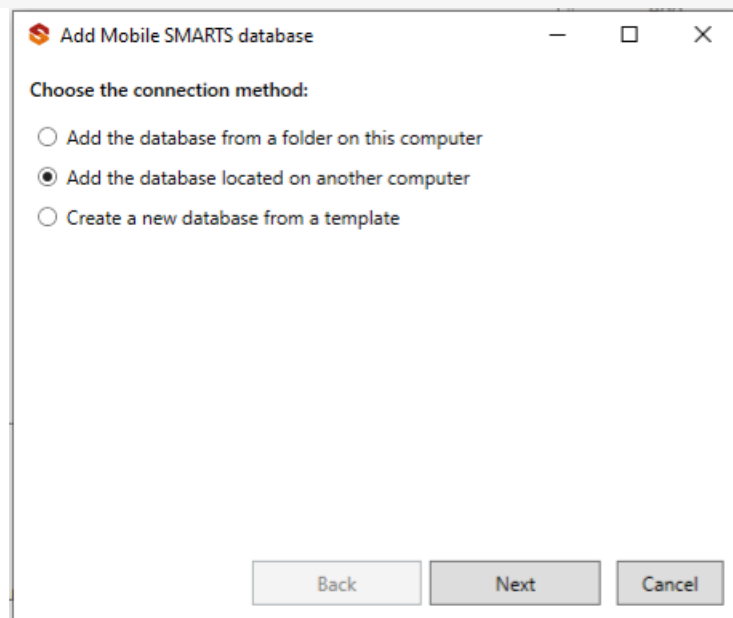 Add Mobile SMARTS database
Choose the connection method:
Add the database from a folder on this computer
Add the database located on another computer
Create a new database from a template
Back Next Cancel